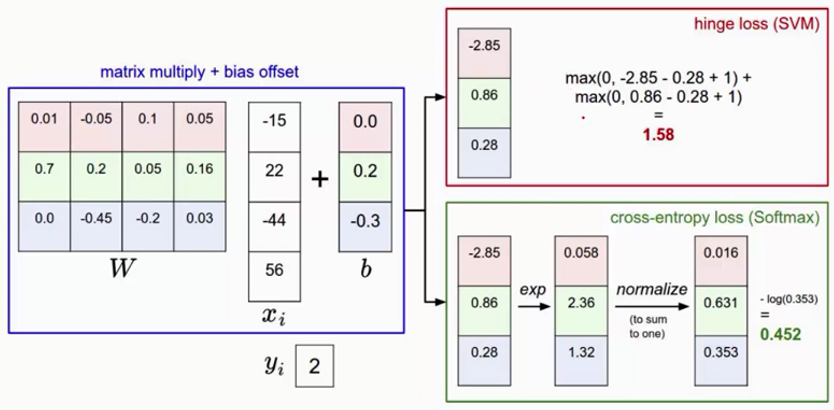 matrix multiply + bias offset
0.01 -0.05 0.1 0.05
0.7 0.2 0.05 0.16
0.0 -0.45 -0.2 0.03
W
-15
22
-44
56
xi
+
0.0
0.2
-0.3
b
yi 2
hinge loss (SVM)
-2.85
0.86
0.28
max(0, -2.85 - 0.28 + 1) +
max(0, 0.86 - 0.28 + 1)
=
1.58
cross-entropy loss (Softmax)
-2.85
0.86
0.28
exp
0.058
2.36
1.32
normalize
(to sum
to one)
0.016
0.631
0.353
- log(0.353)
=
0.452